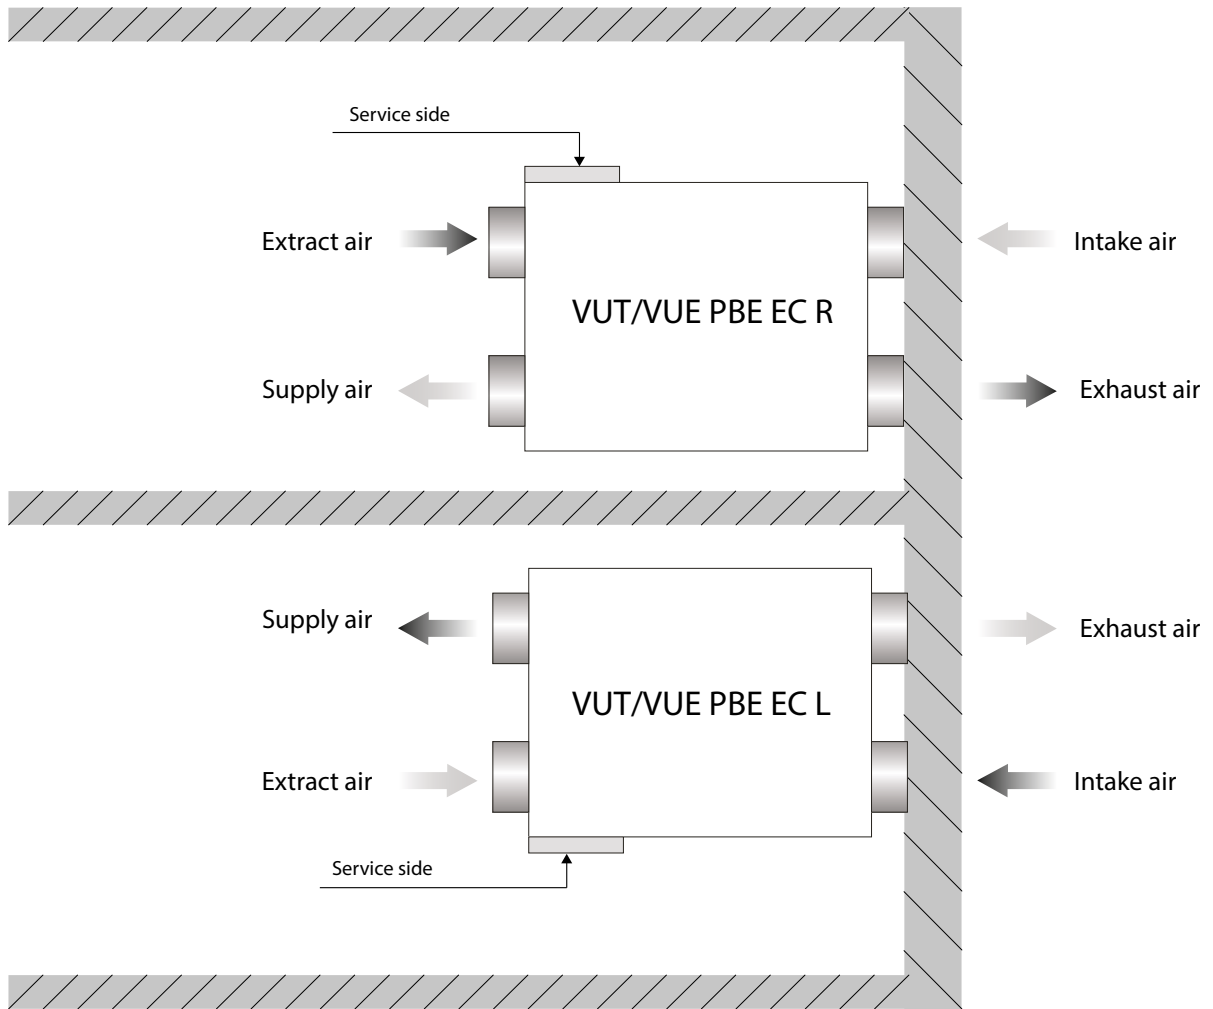 Service side
Extract air
Intake air
VUT/VUE PBE EC R
Supply air
Exhaust air
Supply air
Exhaust air
VUT/VUE PBE EC L
Extract air
Intake air
Service side